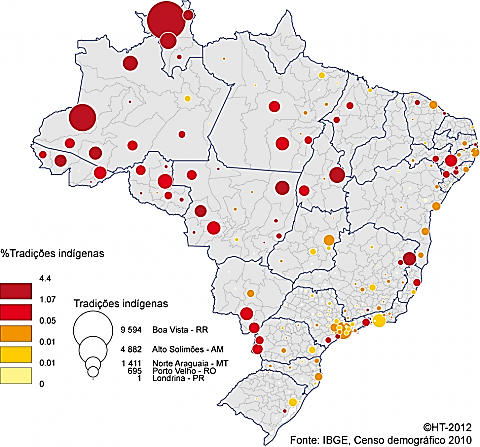 %Tradições indígenas
4.4
1.07
0.05
0.01
0.01
0
Tradições indígenas
9 594 Boa Vista - RR
4 882 Alto Solimões - AM
1 411 Norte Araguaia - MT
695 Porto Velho - RO
1 Londrina - PR
©HT-2012
Fonte: IBGE, Censo demográfico 2010